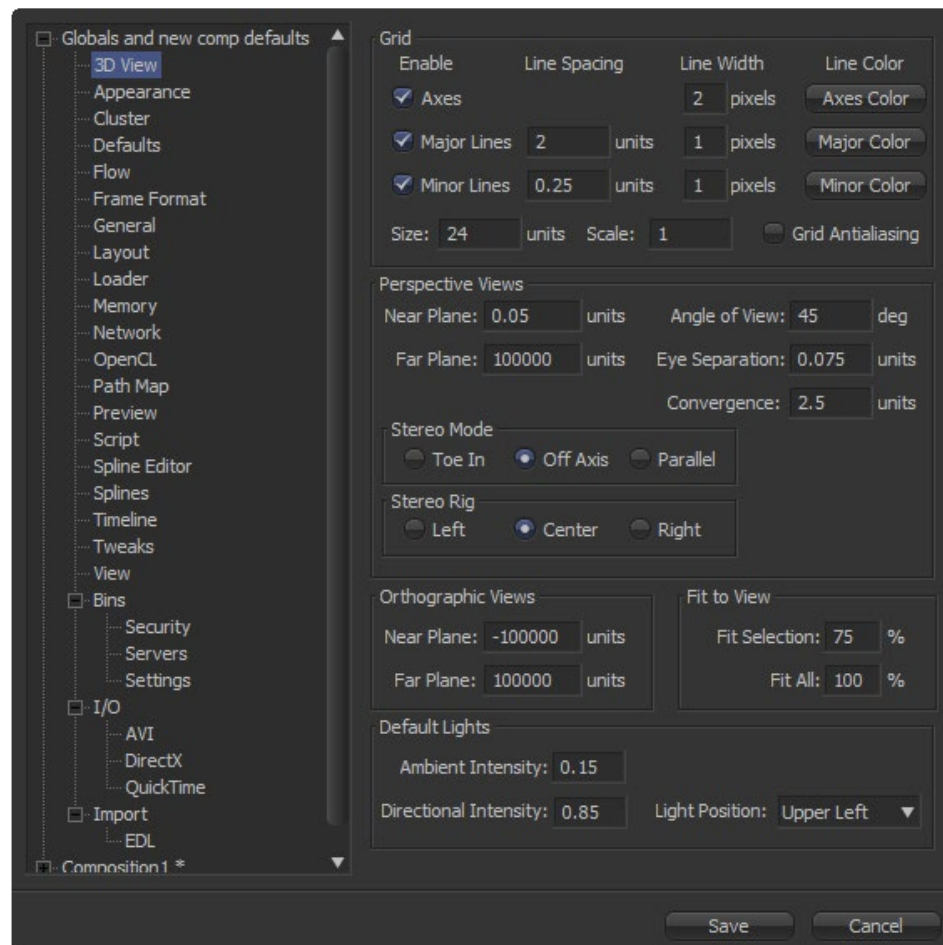 Globals and new comp defaults
3D View
Appearance
Cluster
Defaults
Flow
Frame Format
General
Layout
Loader
Memory
Network
OpenCL
Path Map
Preview
Script
Spline Editor
Splines
Timeline
Tweaks
View
Bins
Security
Servers
Settings
I/O
AVI
DirectX
QuickTime
Import
EDL
Composition1 *
Grid
Enable Line Spacing Line Width Line Color
Axes 2 pixels Axes Color
Major Lines 2 units 1 pixels Major Color
Minor Lines 0.25 units 1 pixels Minor Color
Size: 24 units Scale: 1 Grid Antialiasing
Perspective Views
Near Plane: 0.05 units Angle of View: 45 deg
Far Plane: 100000 units Eye Separation: 0.075 units
Convergence: 2.5 units
Stereo Mode
Toe In Off Axis Parallel
Stereo Rig
Left Center Right
Orthographic Views
Near Plane: -100000 units
Far Plane: 100000 units
Fit to View
Fit Selection: 75 %
Fit All: 100 %
Default Lights
Ambient Intensity: 0.15
Directional Intensity: 0.85 Light Position: Upper Left
Save Cancel